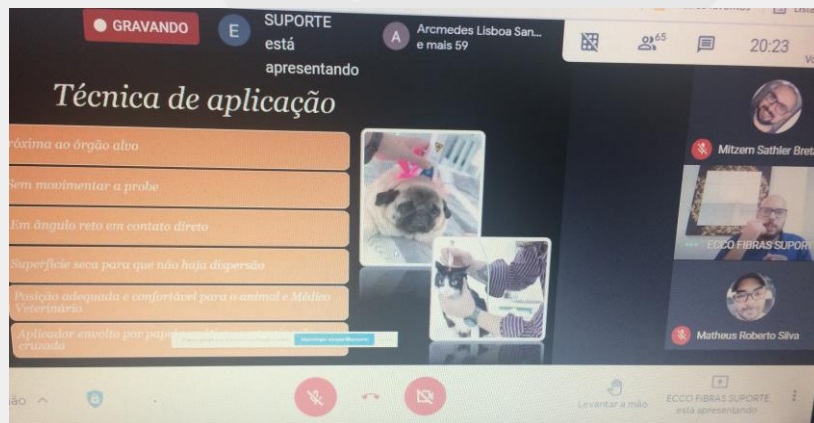 GRAVANDO
E
SUPORTE
está
apresentando
A
Arcmedes Lisboa San...
e mais 59
65
20:23
Técnica de aplicação
róxima ao órgão alvo
Sem movimentar a probe
Em ângulo reto em contato direto
Superfície seca para que não haja dispersão
Posição adequada e confortável para o animal e Médico
Veterinário
Aplicador envolto por
cruzada
Mitzem Sathler Bret
ECCO FIBRAS SUPORT
Matheus Roberto Silva
ão
Levantar a mão
ECCO FIBRAS SUPORTE
está apresentando